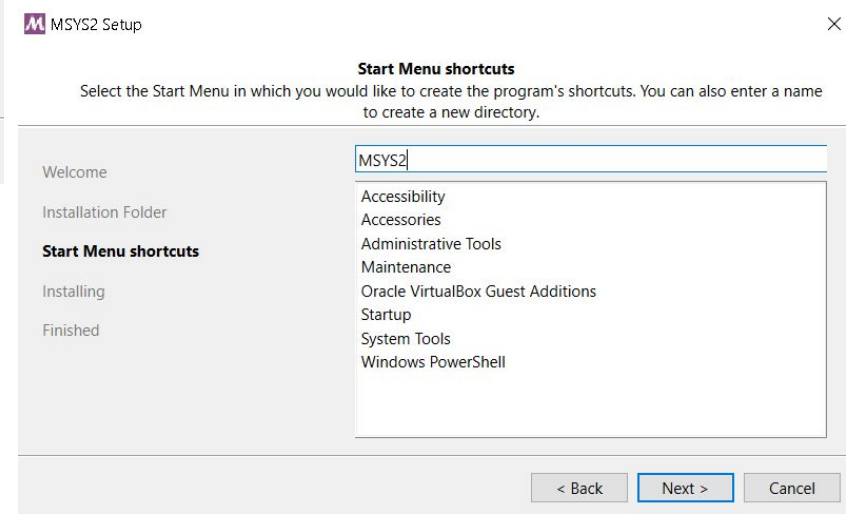 MSYS2 Setup
Start Menu shortcuts
Select the Start Menu in which you would like to create the program's shortcuts. You can also enter a name
to create a new directory.
Welcome
Installation Folder
Start Menu shortcuts
Installing
Finished
MSYS2
Accessibility
Accessories
Administrative Tools
Maintenance
Oracle VirtualBox Guest Additions
Startup
System Tools
Windows PowerShell
< Back
Next >
Cancel